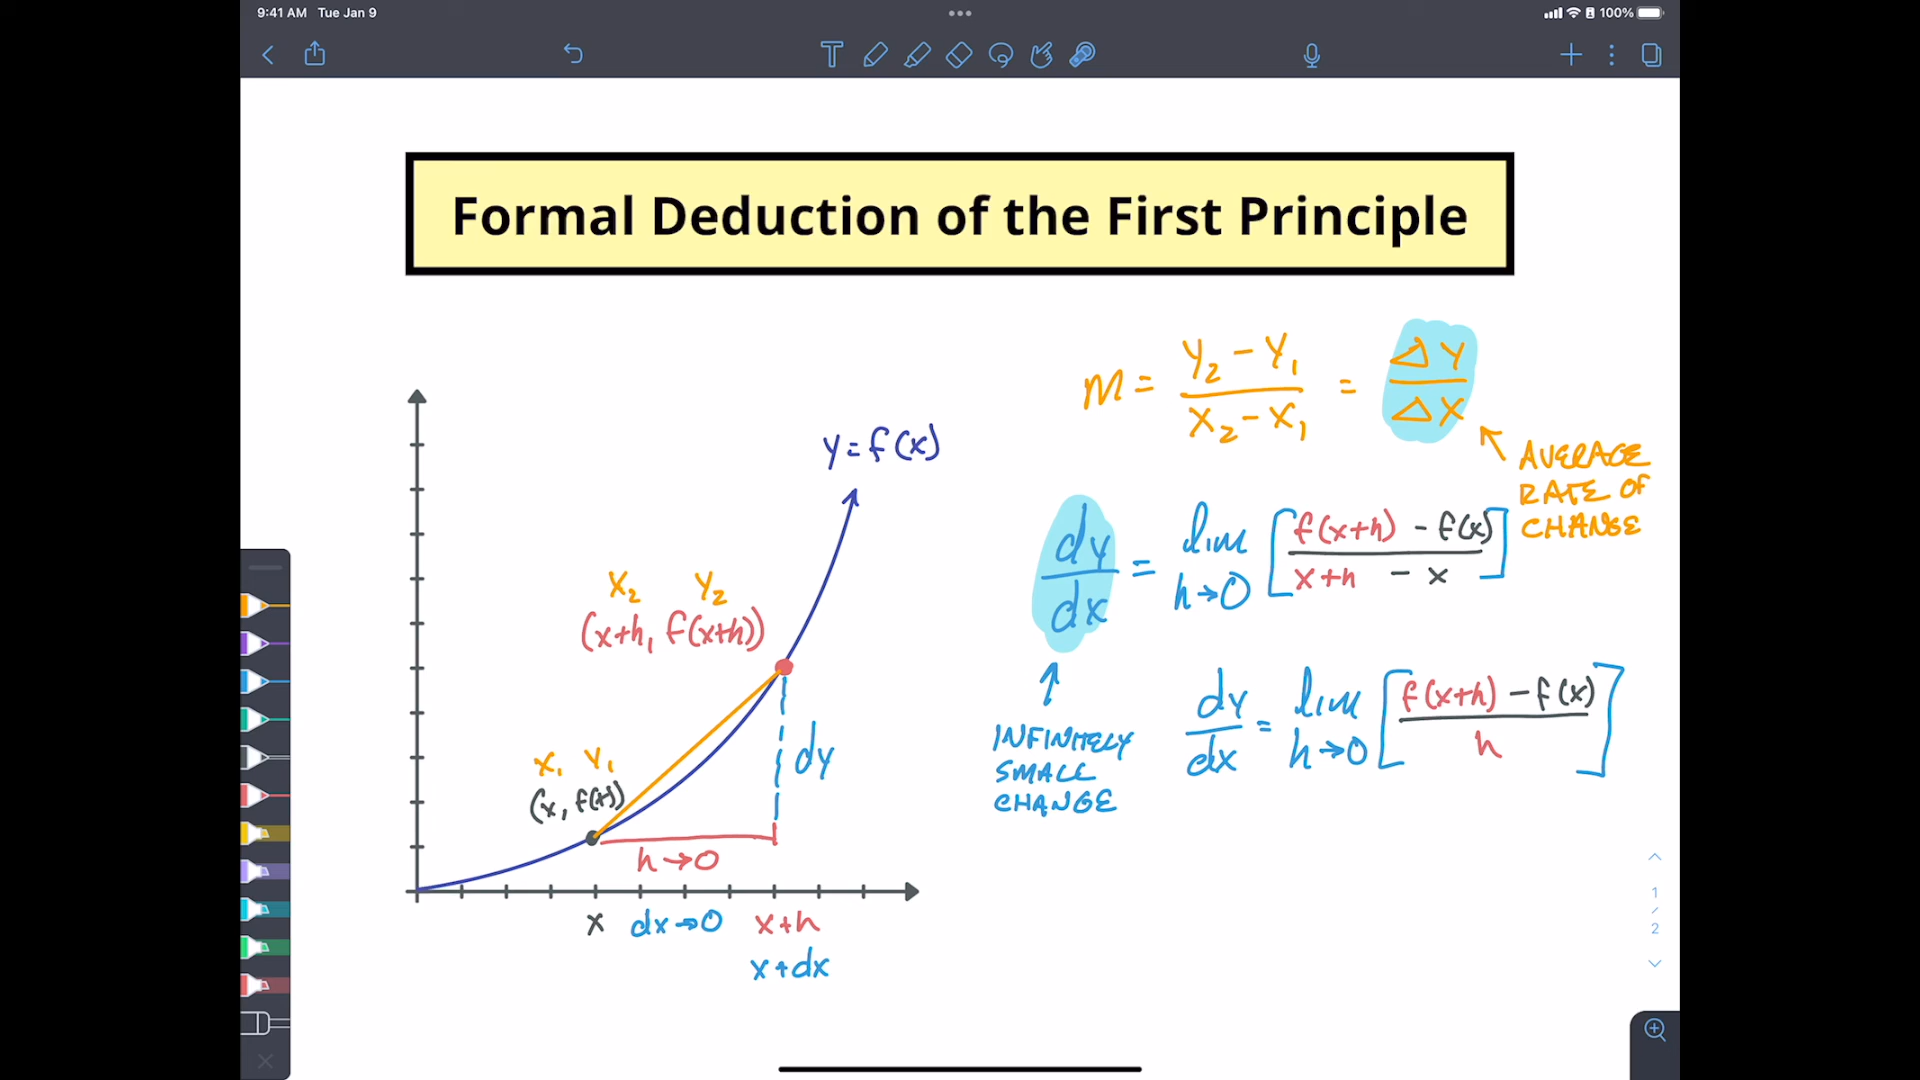 9:41 AM Tue Jan 9
100%
Formal Deduction of the First Principle
y = f(x)
x₂ y₂
(x+h, f(x+h))
x₁ y₁
(x, f(x))
dy
h→0
x dx→0 x+h
x+dx
m = (y₂ - y₁)/(x₂ - x₁) = Δy/Δx
AVERAGE
RATE OF
CHANGE
dy/dx = lim h→0 [(f(x+h) - f(x))/(x+h - x)]
INFINITELY
SMALL
CHANGE
dy/dx = lim h→0 [(f(x+h) - f(x))/h]
1
/
2